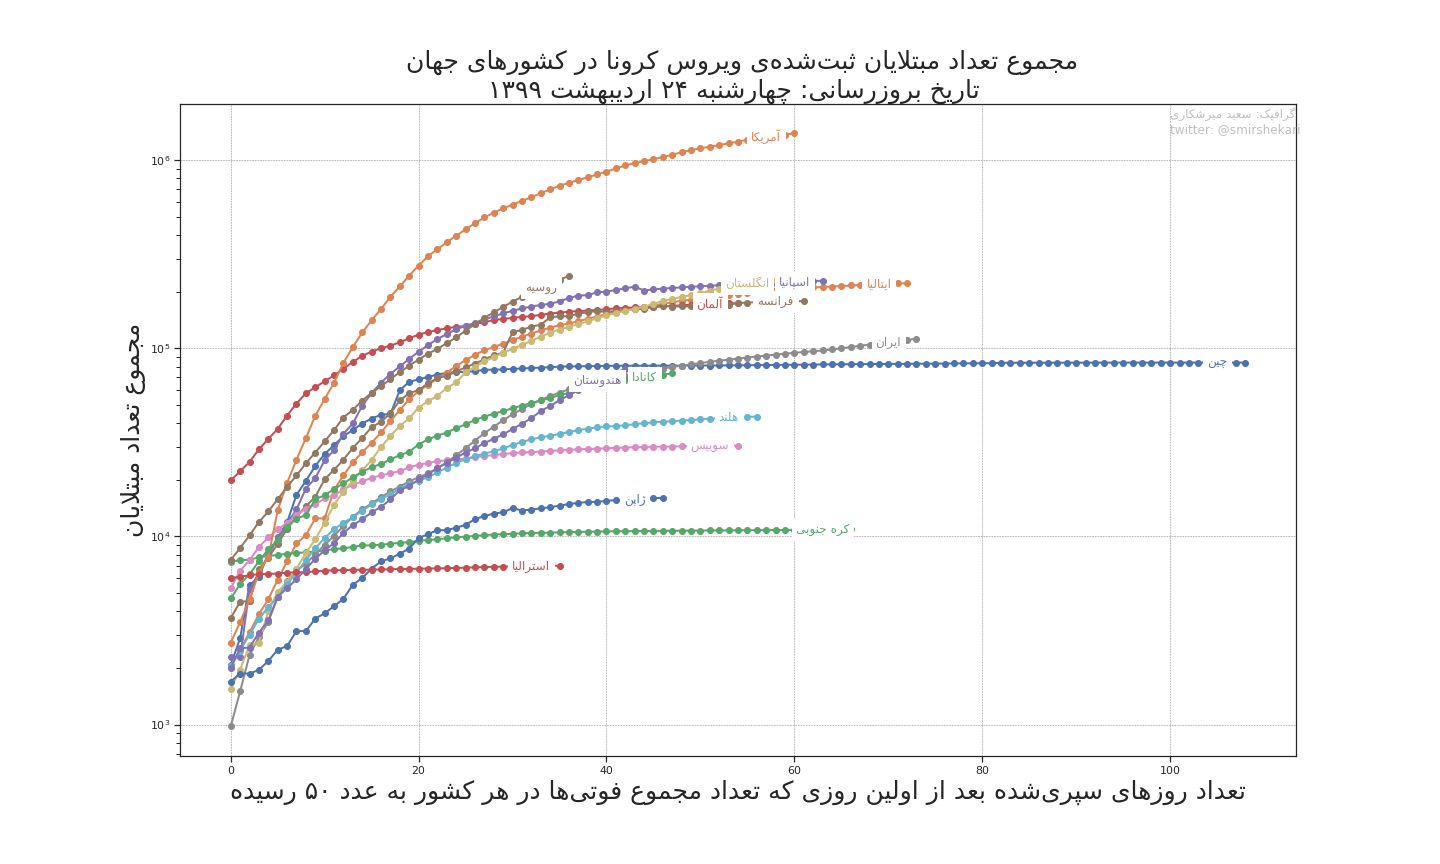 مجموع تعداد مبتلایان ثبت‌شده‌ی ویروس کرونا در کشورهای جهان
تاریخ بروزرسانی: چهارشنبه ۲۴ اردیبهشت ۱۳۹۹
گرافیک: سعید میرشکاری
twitter: @smirshekari
مجموع تعداد مبتلایان
10⁶
10⁵
10⁴
10³
آمریکا
روسیه
انگلستان
اسپانیا
ایتالیا
آلمان
فرانسه
ایران
چین
هندوستان
کانادا
هلند
سوییس
ژاپن
کره جنوبی
استرالیا
0 20 40 60 80 100
تعداد روزهای سپری‌شده بعد از اولین روزی که تعداد مجموع فوتی‌ها در هر کشور به عدد ۵۰ رسیده